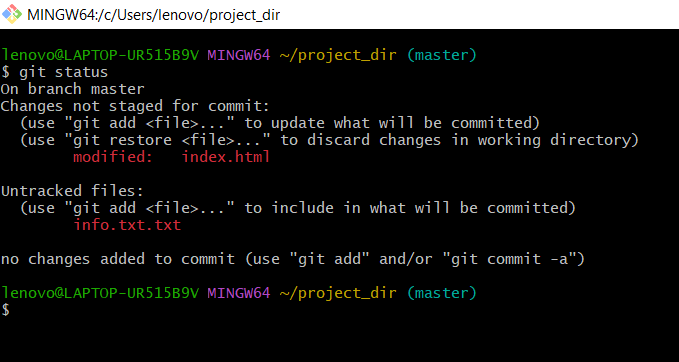 MINGW64:/c/Users/lenovo/project_dir
lenovo@LAPTOP-UR515B9V MINGW64 ~/project_dir (master)
$ git status
On branch master
Changes not staged for commit:
  (use "git add <file>..." to update what will be committed)
  (use "git restore <file>..." to discard changes in working directory)
        modified:   index.html

Untracked files:
  (use "git add <file>..." to include in what will be committed)
        info.txt.txt

no changes added to commit (use "git add" and/or "git commit -a")

lenovo@LAPTOP-UR515B9V MINGW64 ~/project_dir (master)
$